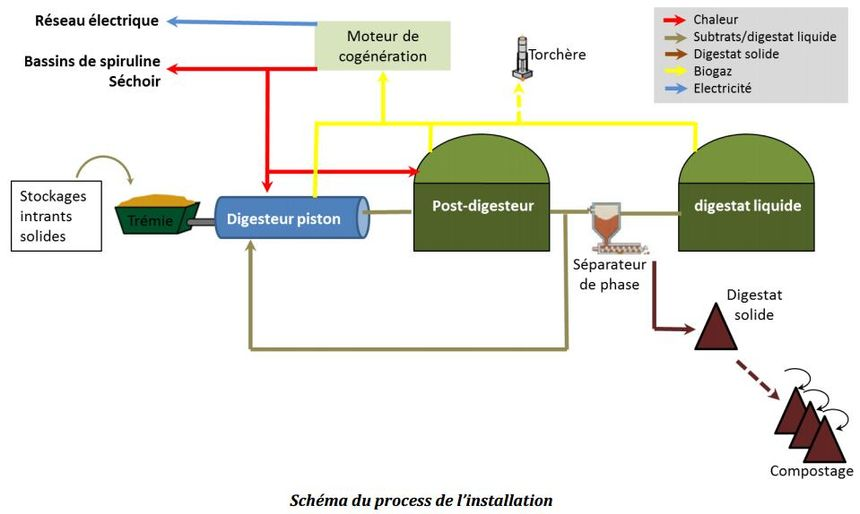 Réseau électrique
Bassins de spiruline
Séchoir
Moteur de
cogénération
Torchère
Chaleur
Subtrats/digestat liquide
Digestat solide
Biogaz
Electricité
Stockages
intrants
solides
Trémie
Digesteur piston
Post-digesteur
digestat liquide
Séparateur
de phase
Digestat
solide
Compostage
Schéma du process de l'installation